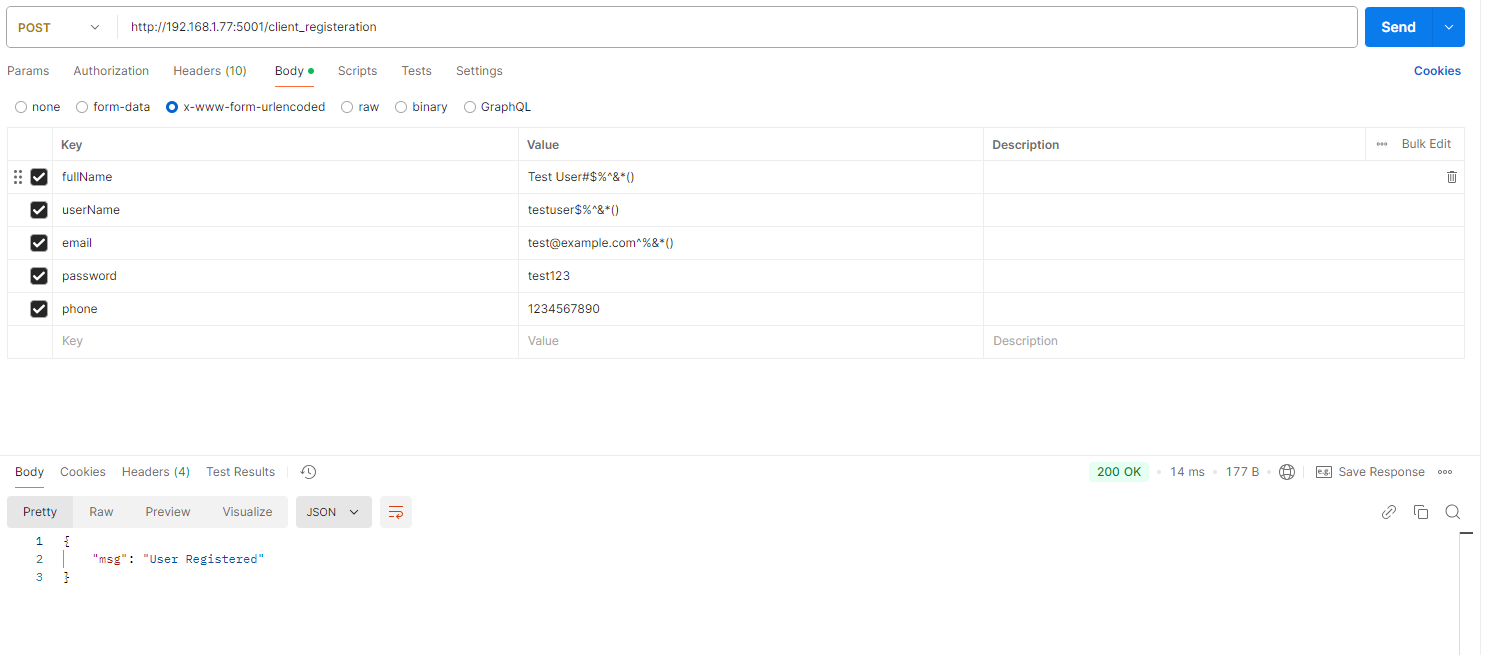 POST http://192.168.1.77:5001/client_registeration Send
Params Authorization Headers (10) Body Scripts Tests Settings Cookies
none form-data x-www-form-urlencoded raw binary GraphQL
Key Value Description Bulk Edit
fullName Test User#$%^&*()
userName testuser$%^&*()
email test@example.com^%&*()
password test123
phone 1234567890
Key Value Description
Body Cookies Headers (4) Test Results 200 OK 14 ms 177 B e.g. Save Response
Pretty Raw Preview Visualize JSON
1 {
2 "msg": "User Registered"
3 }